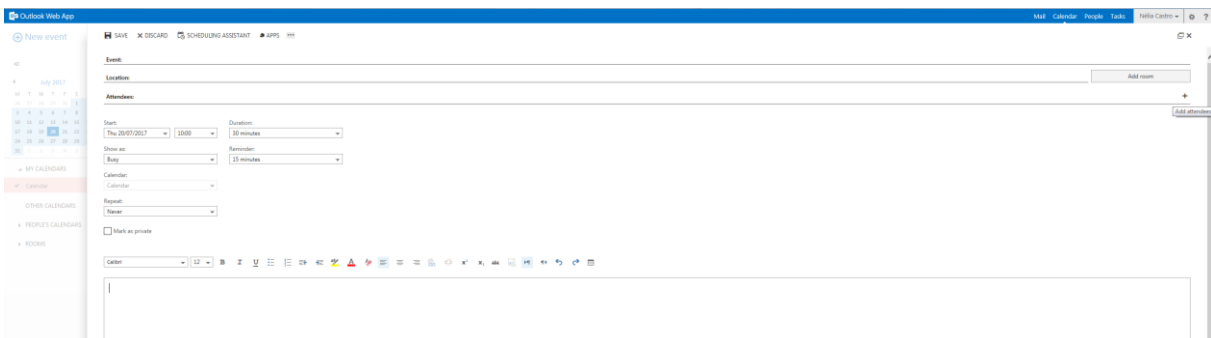 Outlook Web App
Mail Calendar People Tasks Nélia Castro ?
New event
SAVE DISCARD SCHEDULING ASSISTANT APPS
Event:
Location:
Add room
Attendees:
Add attendees
July 2017
MY CALENDARS
Calendar
OTHER CALENDARS
PEOPLE'S CALENDARS
ROOMS
Start:
Duration:
Thu 20/07/2017 10:00 30 minutes
Show as:
Reminder:
Busy 15 minutes
Calendar:
Calendar
Repeat:
Never
Mark as private
Calibri 12 B I U